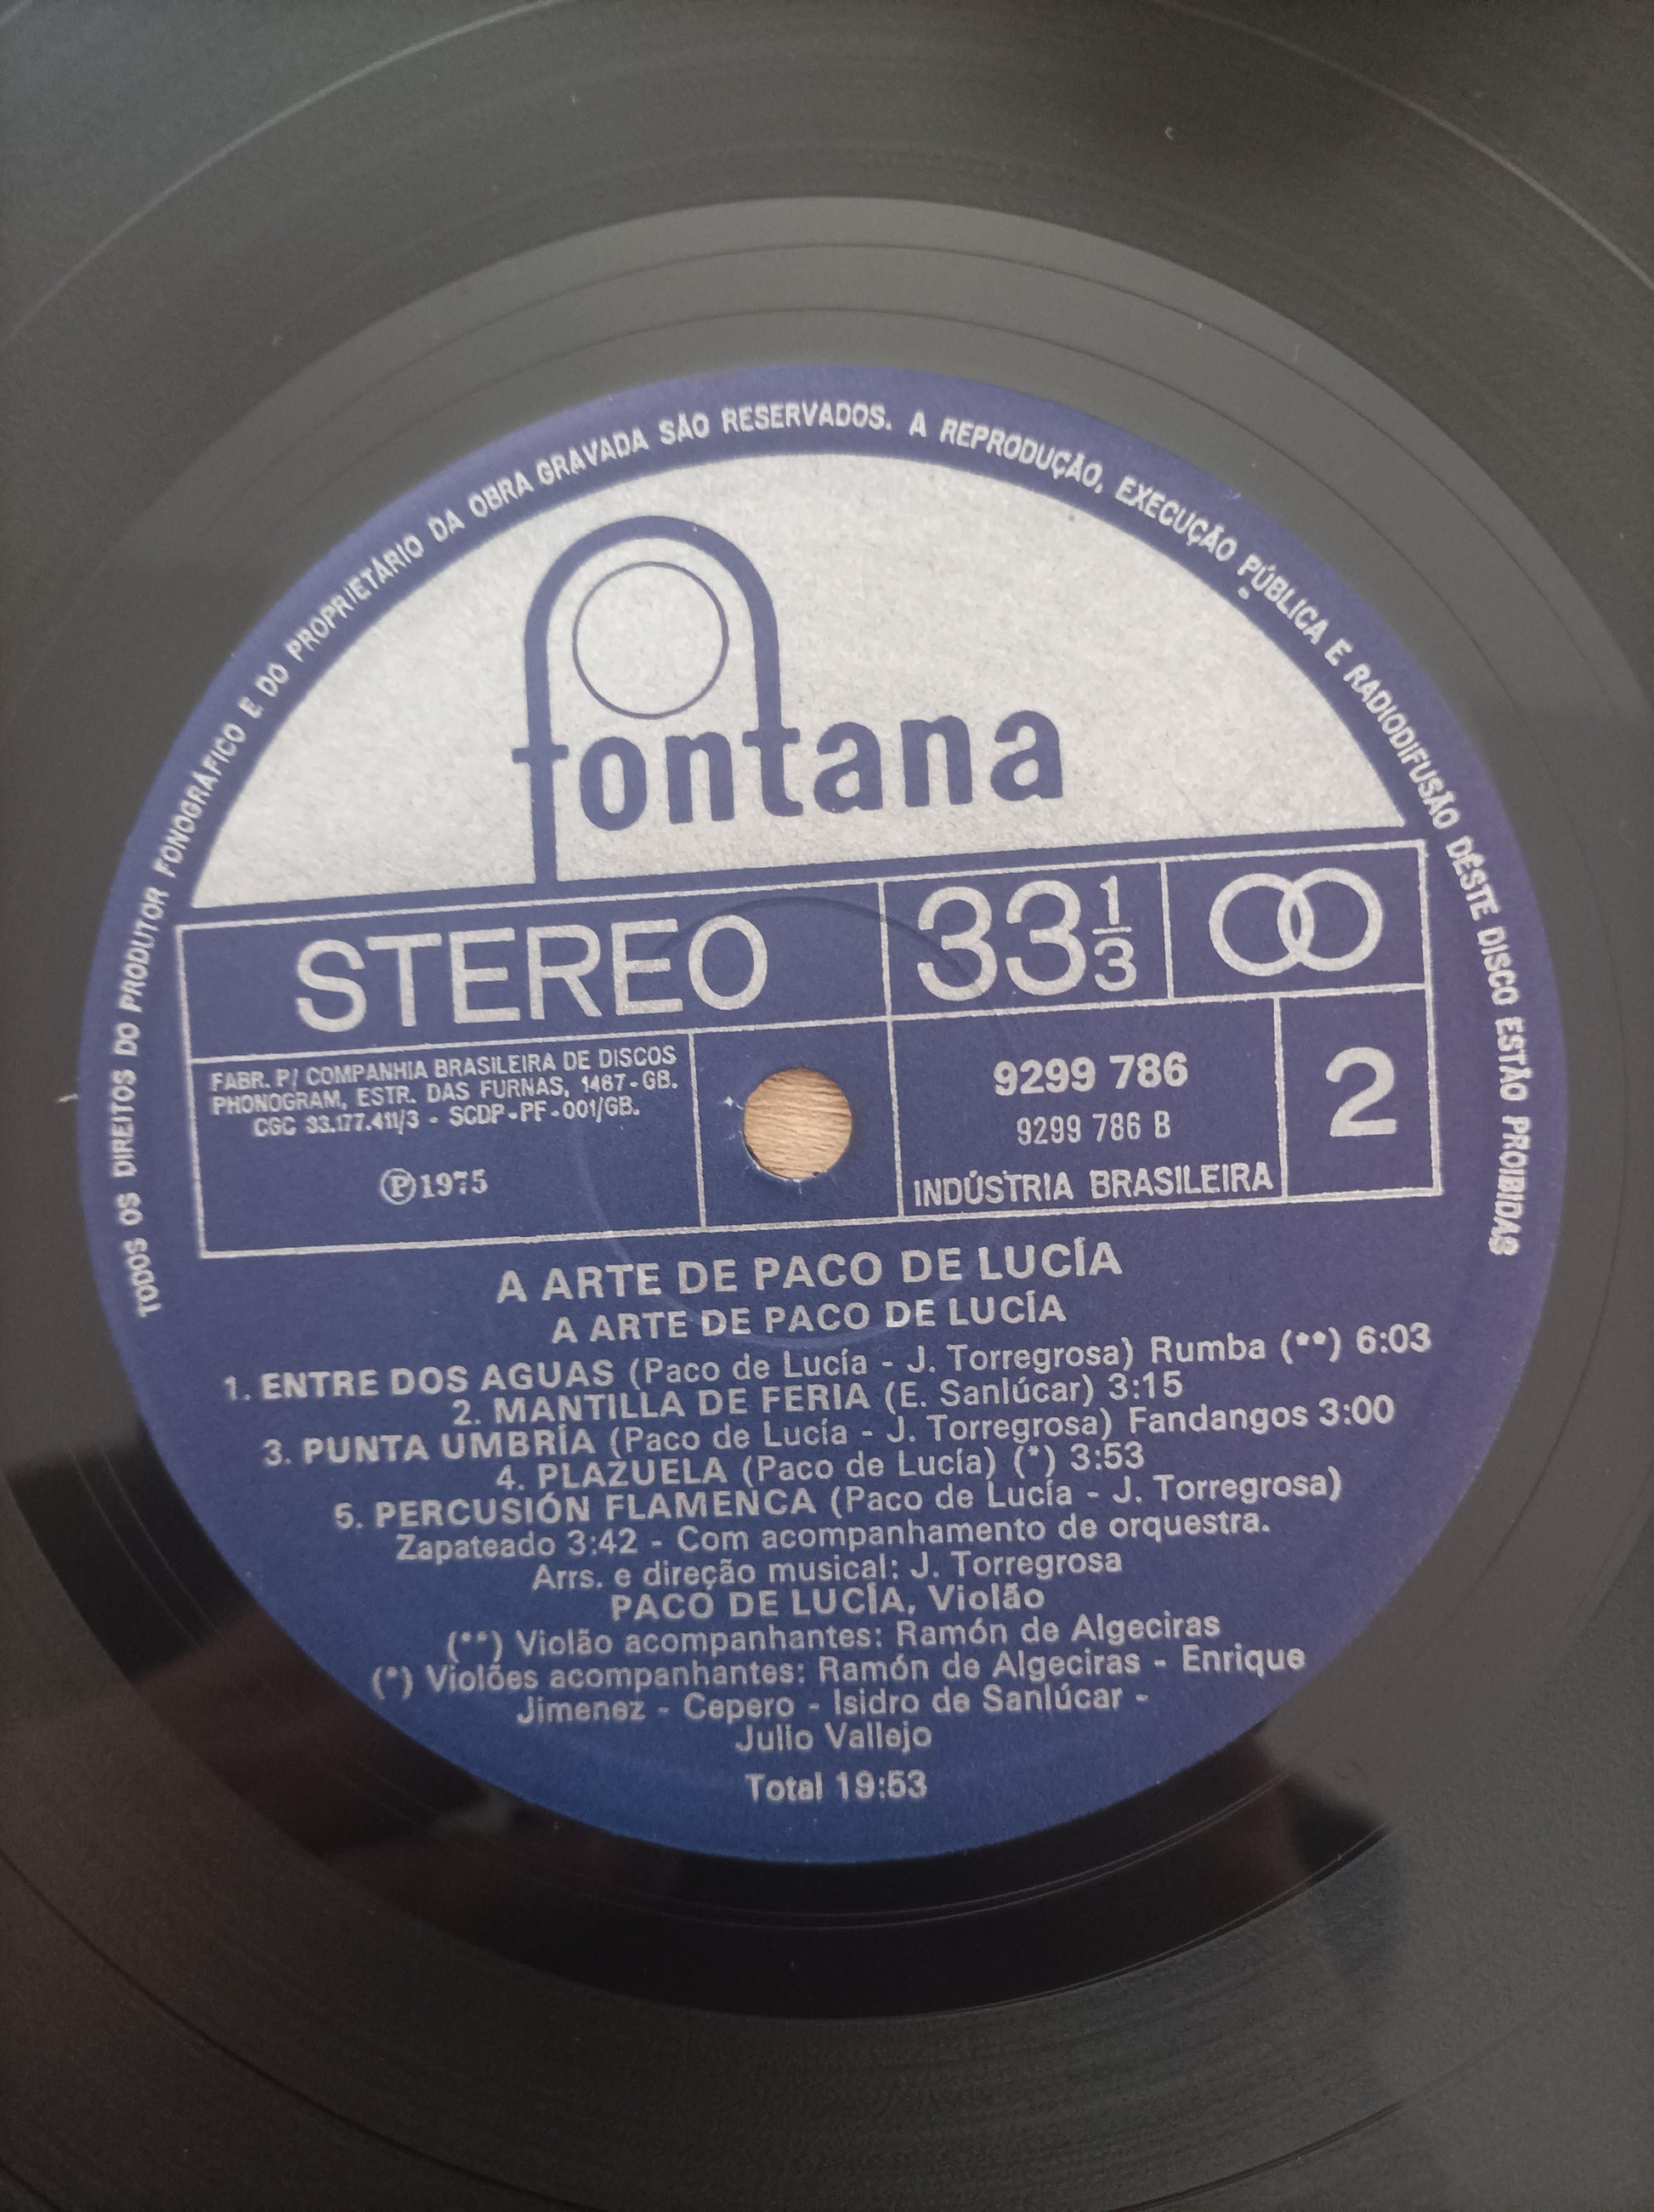 TODOS OS DIREITOS DO PRODUTOR FONOGRÁFICO E DO PROPRIETÁRIO DA OBRA GRAVADA SÃO RESERVADOS. A REPRODUÇÃO, EXECUÇÃO PÚBLICA E RADIODIFUSÃO DÊSTE DISCO ESTÃO PROIBIDAS
fontana
STEREO
33 1/3
FABR. P/ COMPANHIA BRASILEIRA DE DISCOS
PHONOGRAM, ESTR. DAS FURNAS, 1467-GB.
CGC 33.177.411/3 - SCDP-PF-001/GB.
Ⓟ1975
9299 786
9299 786 B
INDÚSTRIA BRASILEIRA
2
A ARTE DE PACO DE LUCÍA
A ARTE DE PACO DE LUCÍA
1. ENTRE DOS AGUAS (Paco de Lucía - J. Torregrosa) Rumba (**) 6:03
2. MANTILLA DE FERIA (E. Sanlúcar) 3:15
3. PUNTA UMBRÍA (Paco de Lucía - J. Torregrosa) Fandangos 3:00
4. PLAZUELA (Paco de Lucía) (*) 3:53
5. PERCUSIÓN FLAMENCA (Paco de Lucía - J. Torregrosa)
Zapateado 3:42 - Com acompanhamento de orquestra.
Arrs. e direção musical: J. Torregrosa
PACO DE LUCÍA, Violão
(**) Violão acompanhantes: Ramón de Algeciras
(*) Violões acompanhantes: Ramón de Algeciras - Enrique
Jimenez - Cepero - Isidro de Sanlúcar -
Julio Vallejo
Total 19:53